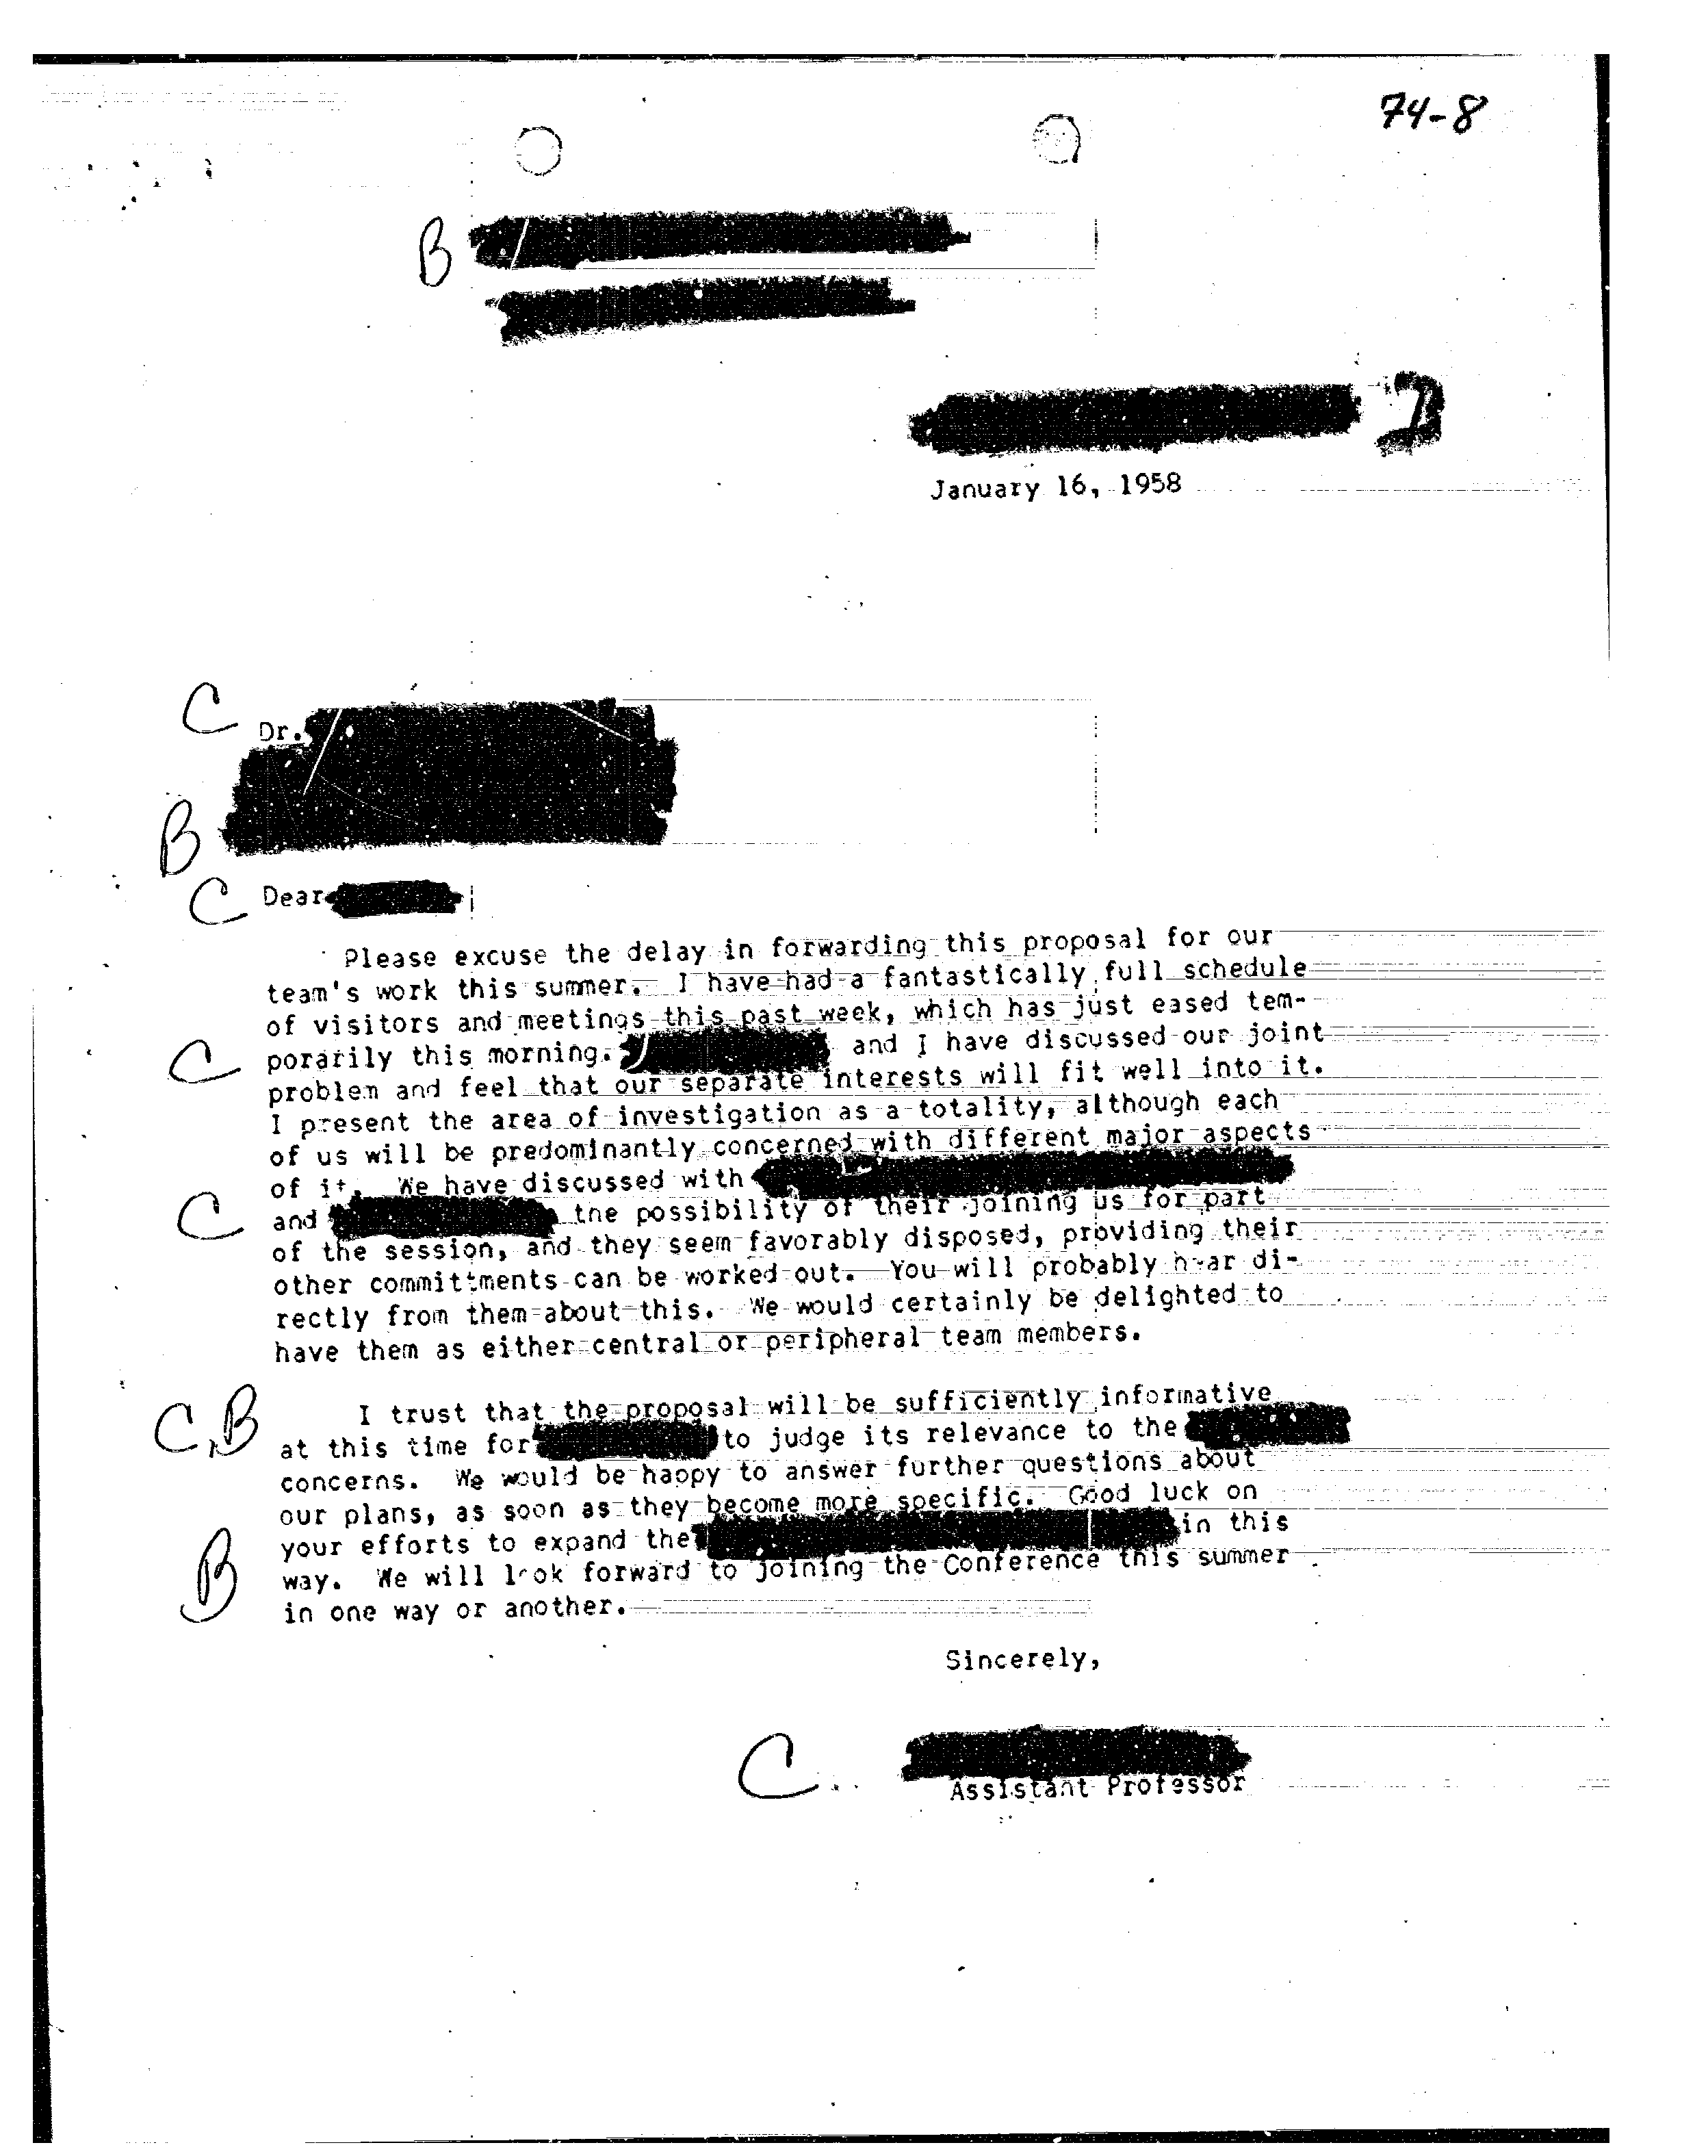 74-8
B
January 16, 1958
C
Dr.
B
C Dear
Please excuse the delay in forwarding this proposal for our
team's work this summer. I have had a fantastically full schedule
of visitors and meetings this past week, which has just eased tem-
C porarily this morning. and I have discussed our joint
problem and feel that our separate interests will fit well into it.
I present the area of investigation as a totality, although each
of us will be predominantly concerned with different major aspects
of it. We have discussed with
C and the possibility of their joining us for part
of the session, and they seem favorably disposed, providing their
other committments can be worked out. You will probably hear di-
rectly from them about this. We would certainly be delighted to
have them as either central or peripheral team members.
C, B I trust that the proposal will be sufficiently informative
at this time for to judge its relevance to the
concerns. We would be happy to answer further questions about
our plans, as soon as they become more specific. Good luck on
B your efforts to expand the in this
way. We will look forward to joining the Conference this summer
in one way or another.
Sincerely,
C
Assistant Professor